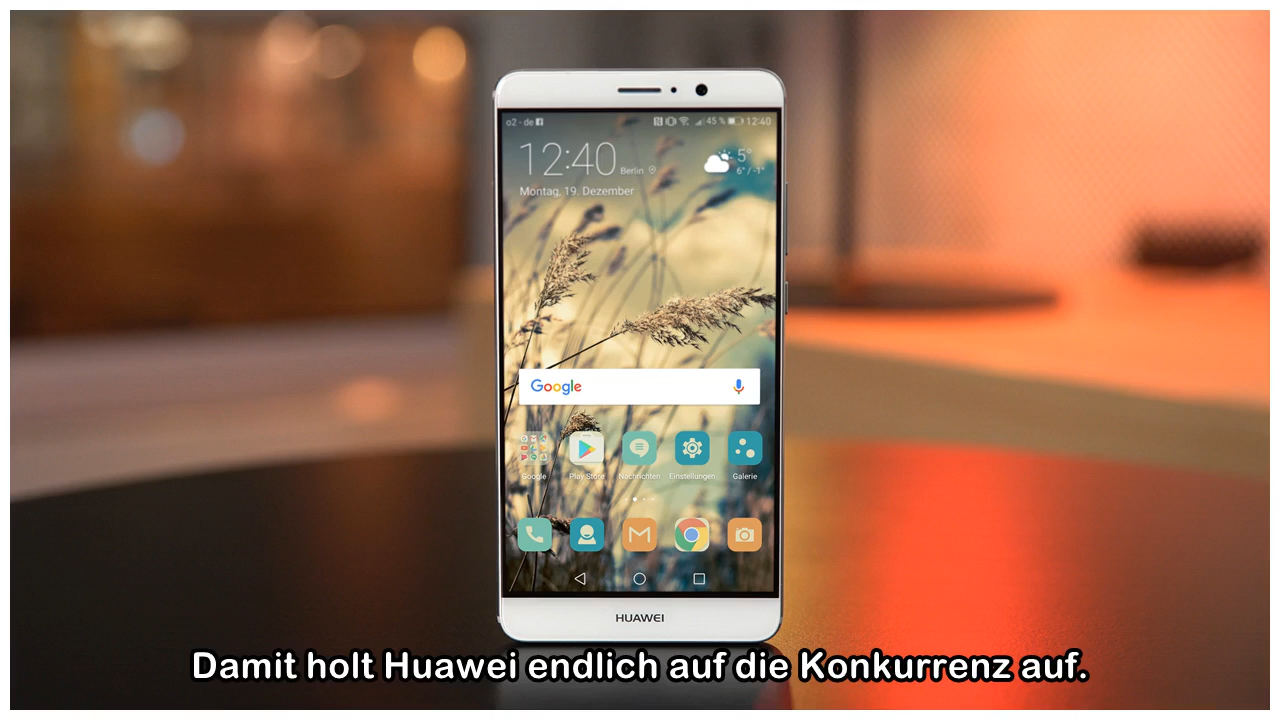 o2 - de
45 %
12:40
12:40
Berlin
5°
6° / -1°
Montag, 19. Dezember
Google
Google
Play Store
Nachrichten
Einstellungen
Galerie
HUAWEI
Damit holt Huawei endlich auf die Konkurrenz auf.